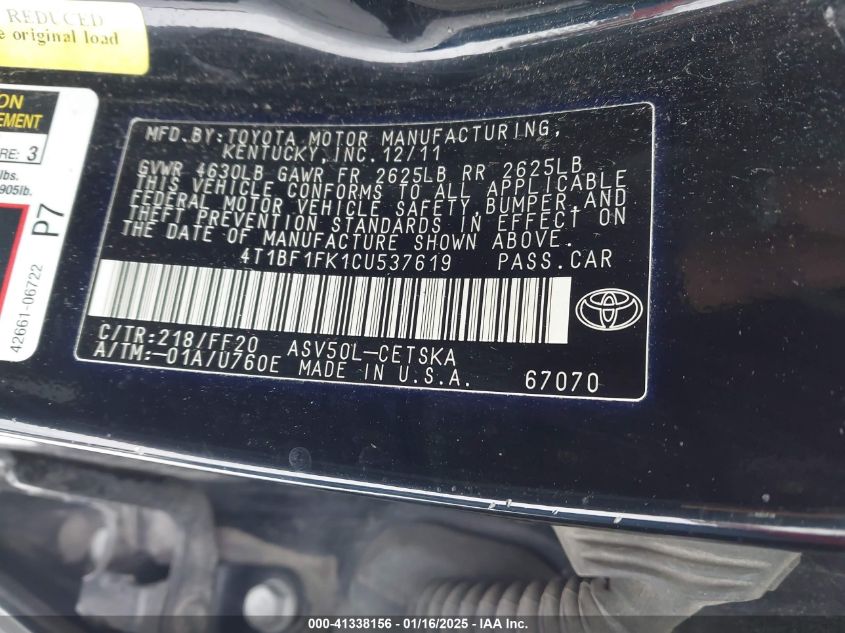 REDUCED
e original load
ON
EMENT
RE: 3
lbs.
905lb.
P7
42661-06722
MFD.BY:TOYOTA MOTOR MANUFACTURING,
KENTUCKY,INC.12/11
GVWR 4630LB GAWR FR 2625LB RR 2625LB
THIS VEHICLE CONFORMS TO ALL APPLICABLE
FEDERAL MOTOR VEHICLE SAFETY,BUMPER,AND
THEFT PREVENTION STANDARDS IN EFFECT ON
THE DATE OF MANUFACTURE SHOWN ABOVE.
4T1BF1FK1CU537619 PASS.CAR
C/TR:218/FF20 ASV50L-CETSKA
A/TM:-01A/U760E MADE IN U.S.A. 67070
000-41338156 - 01/16/2025 - IAA Inc.